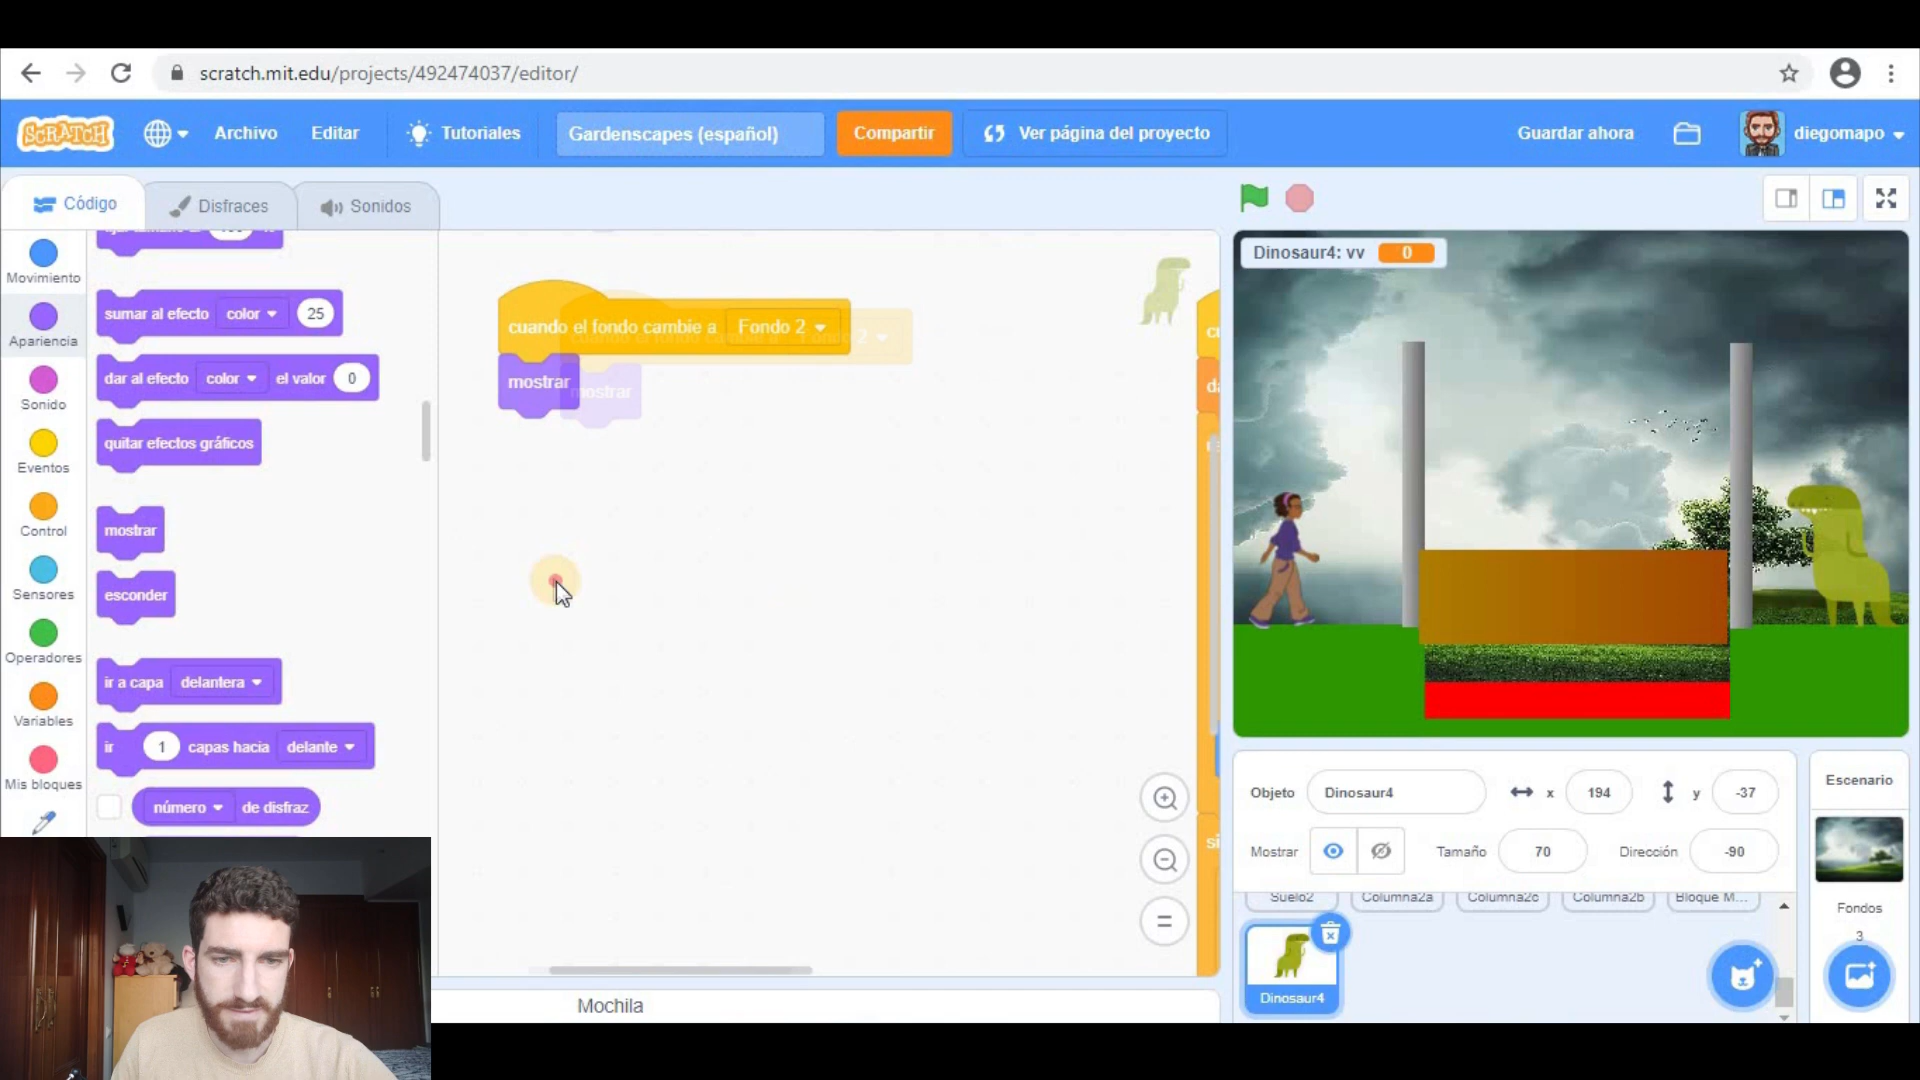 scratch.mit.edu/projects/492474037/editor/
SCRATCH
Archivo
Editar
Tutoriales
Gardenscapes (español)
Compartir
Ver página del proyecto
Guardar ahora
diegomapo
Código
Disfraces
Sonidos
Movimiento
Apariencia
Sonido
Eventos
Control
Sensores
Operadores
Variables
Mis bloques
sumar al efecto color 25
dar al efecto color el valor 0
quitar efectos gráficos
mostrar
esconder
ir a capa delantera
ir 1 capas hacia delante
número de disfraz
cuando el fondo cambie a Fondo 2
mostrar
mostrar
Mochila
Dinosaur4: vv 0
Objeto Dinosaur4 x 194 y -37
Mostrar Tamaño 70 Dirección -90
Suelo2 Columna2a Columna2c Columna2b Bloque M...
Dinosaur4
Escenario
Fondos
3